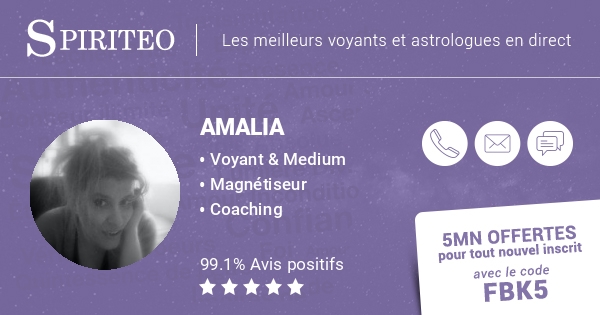 SPIRITEO
Les meilleurs voyants et astrologues en direct
AMALIA
• Voyant & Medium
• Magnétiseur
• Coaching
99.1% Avis positifs
5MN OFFERTES
pour tout nouvel inscrit
avec le code
FBK5